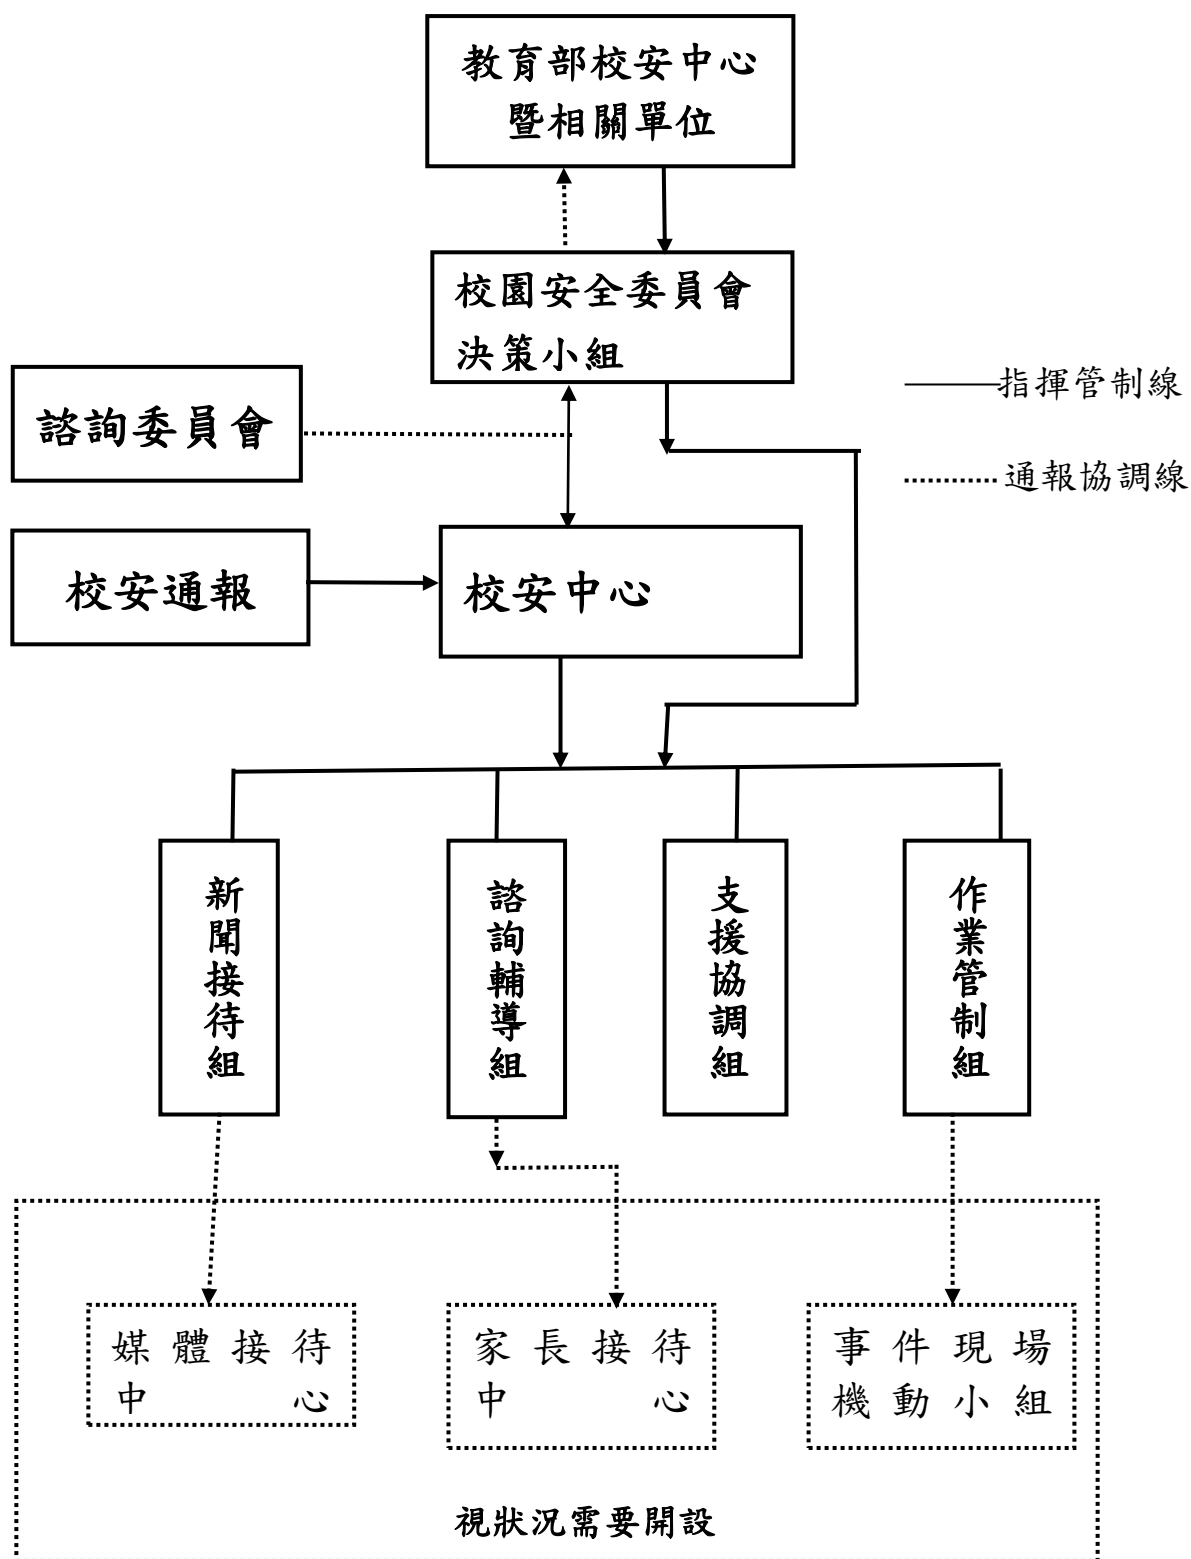 教育部校安中心
暨相關單位
校園安全委員會
決策小組
諮詢委員會
指揮管制線
通報協調線
校安通報
校安中心
新聞接待組
諮詢輔導組
支援協調組
作業管制組
媒體接待
中心
家長接待
中心
事件現場
機動小組
視狀況需要開設